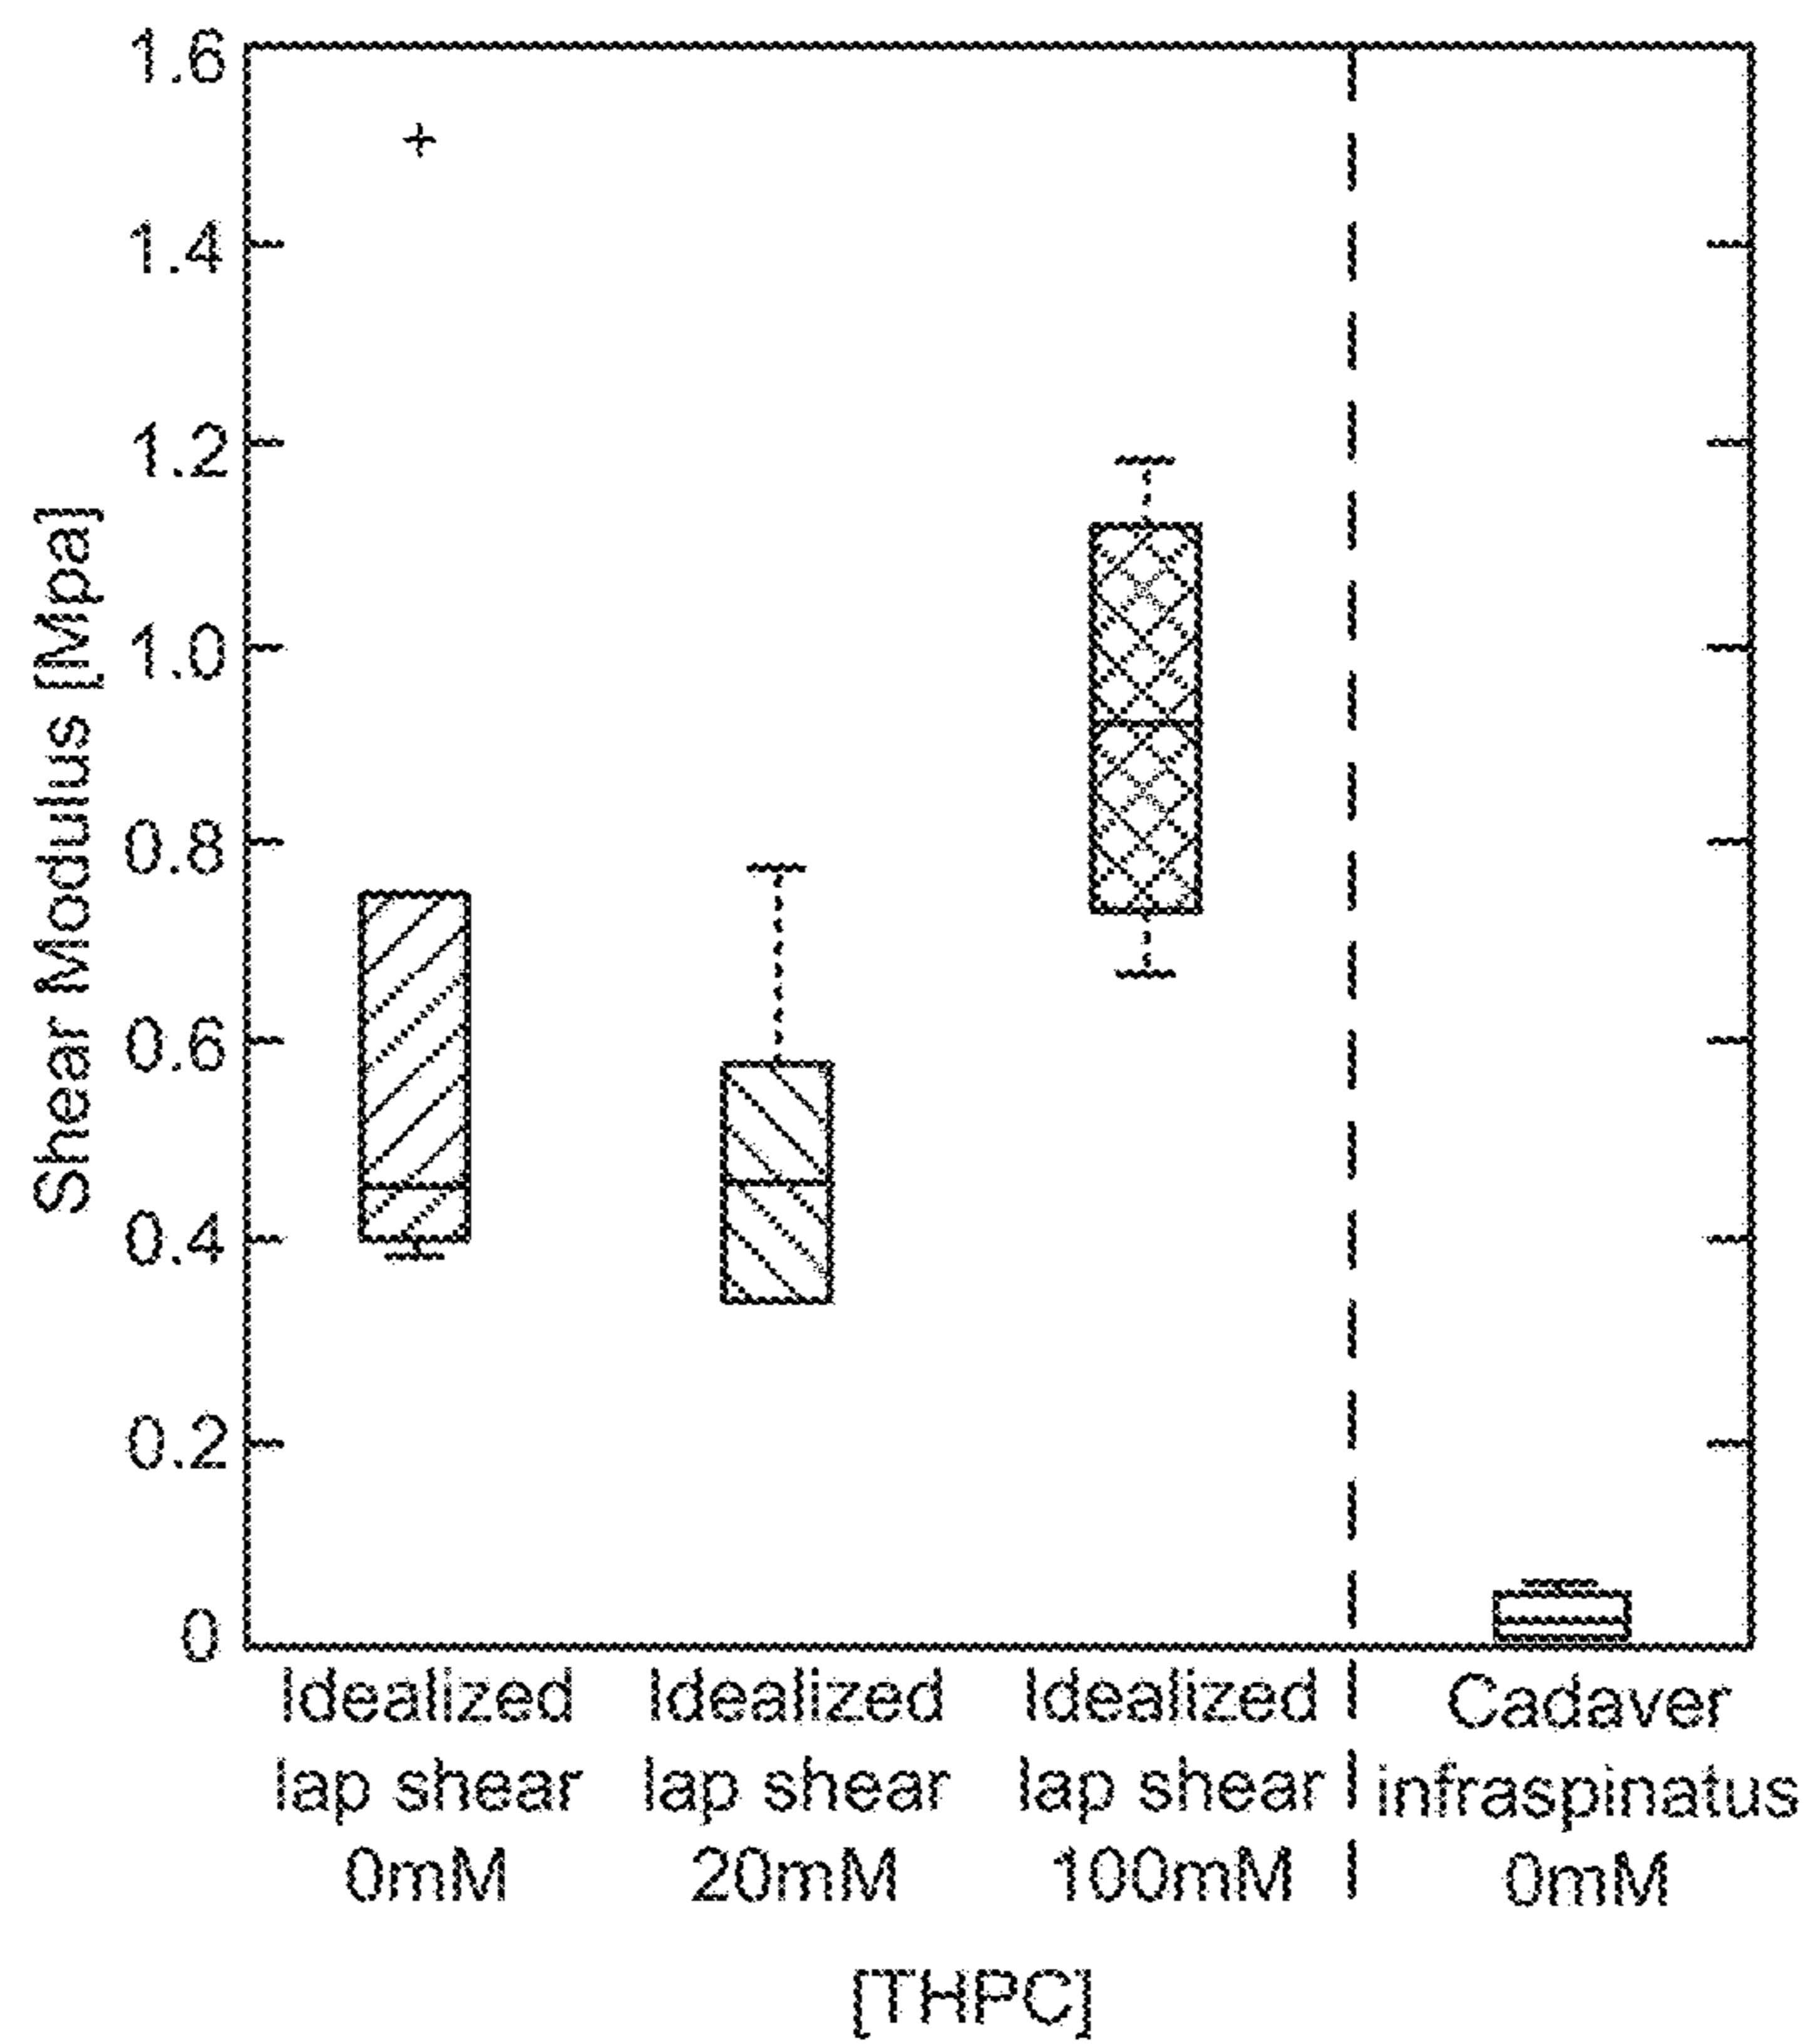 1.6
1.4
1.2
1.0
0.8
0.6
0.4
0.2
0
Shear Modulus [Mpa]
Idealized lap shear 0mM
Idealized lap shear 20mM
Idealized lap shear 100mM
Cadaver infraspinatus 0mM
[THPC]